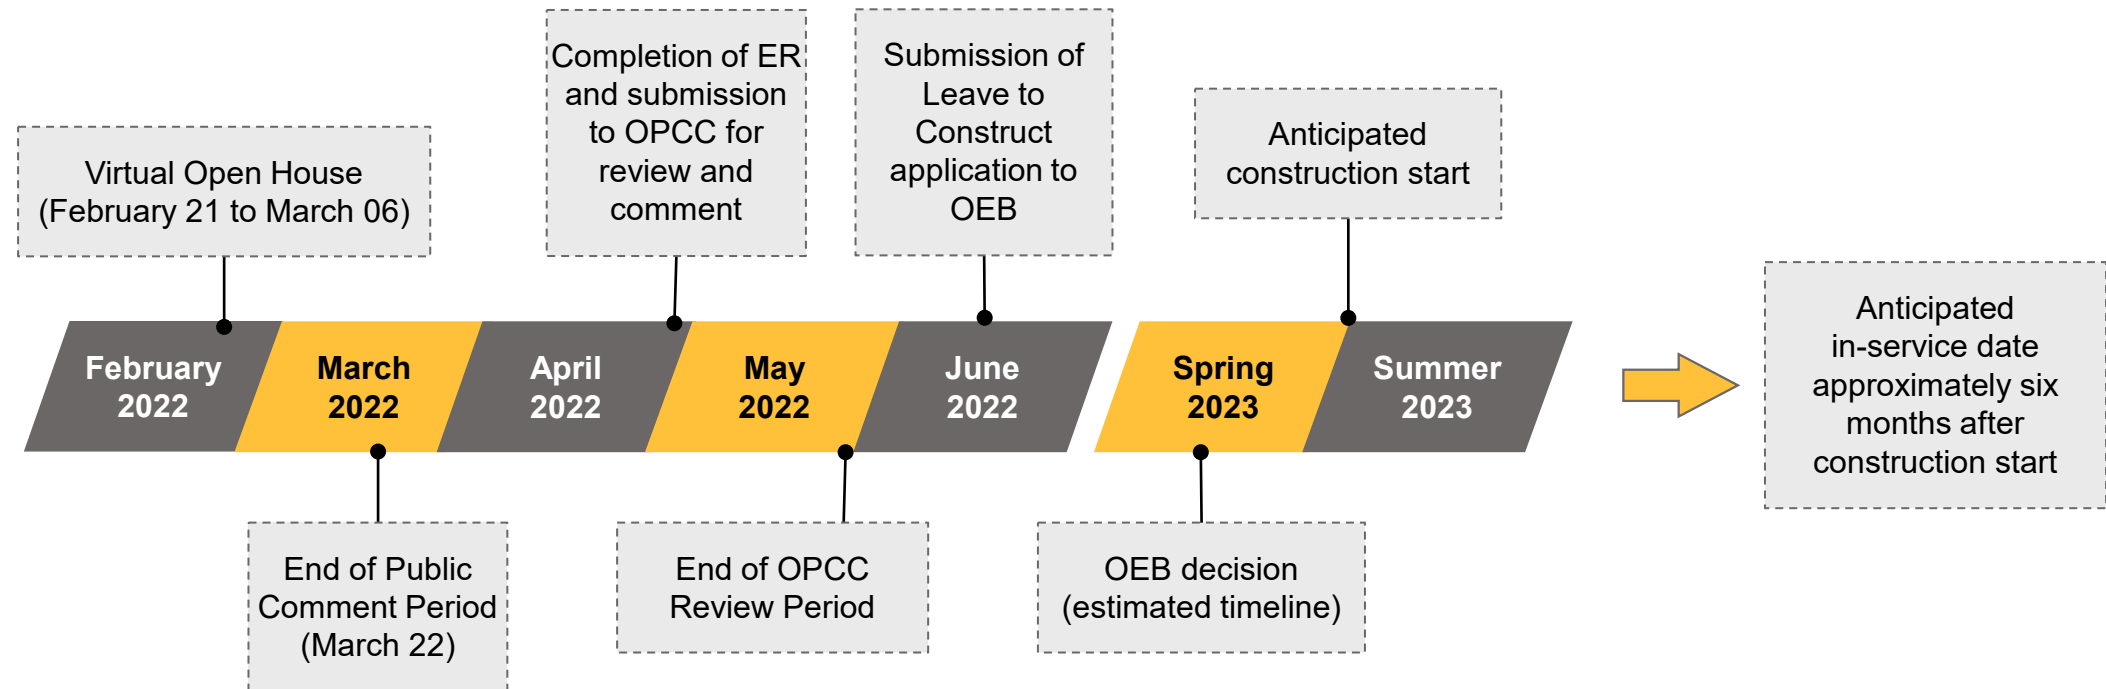 Virtual Open House
(February 21 to March 06)
Completion of ER
and submission
to OPCC for
review and
comment
Submission of
Leave to
Construct
application to
OEB
Anticipated
construction start
February
2022
March
2022
April
2022
May
2022
June
2022
Spring
2023
Summer
2023
Anticipated
in-service date
approximately six
months after
construction start
End of Public
Comment Period
(March 22)
End of OPCC
Review Period
OEB decision
(estimated timeline)